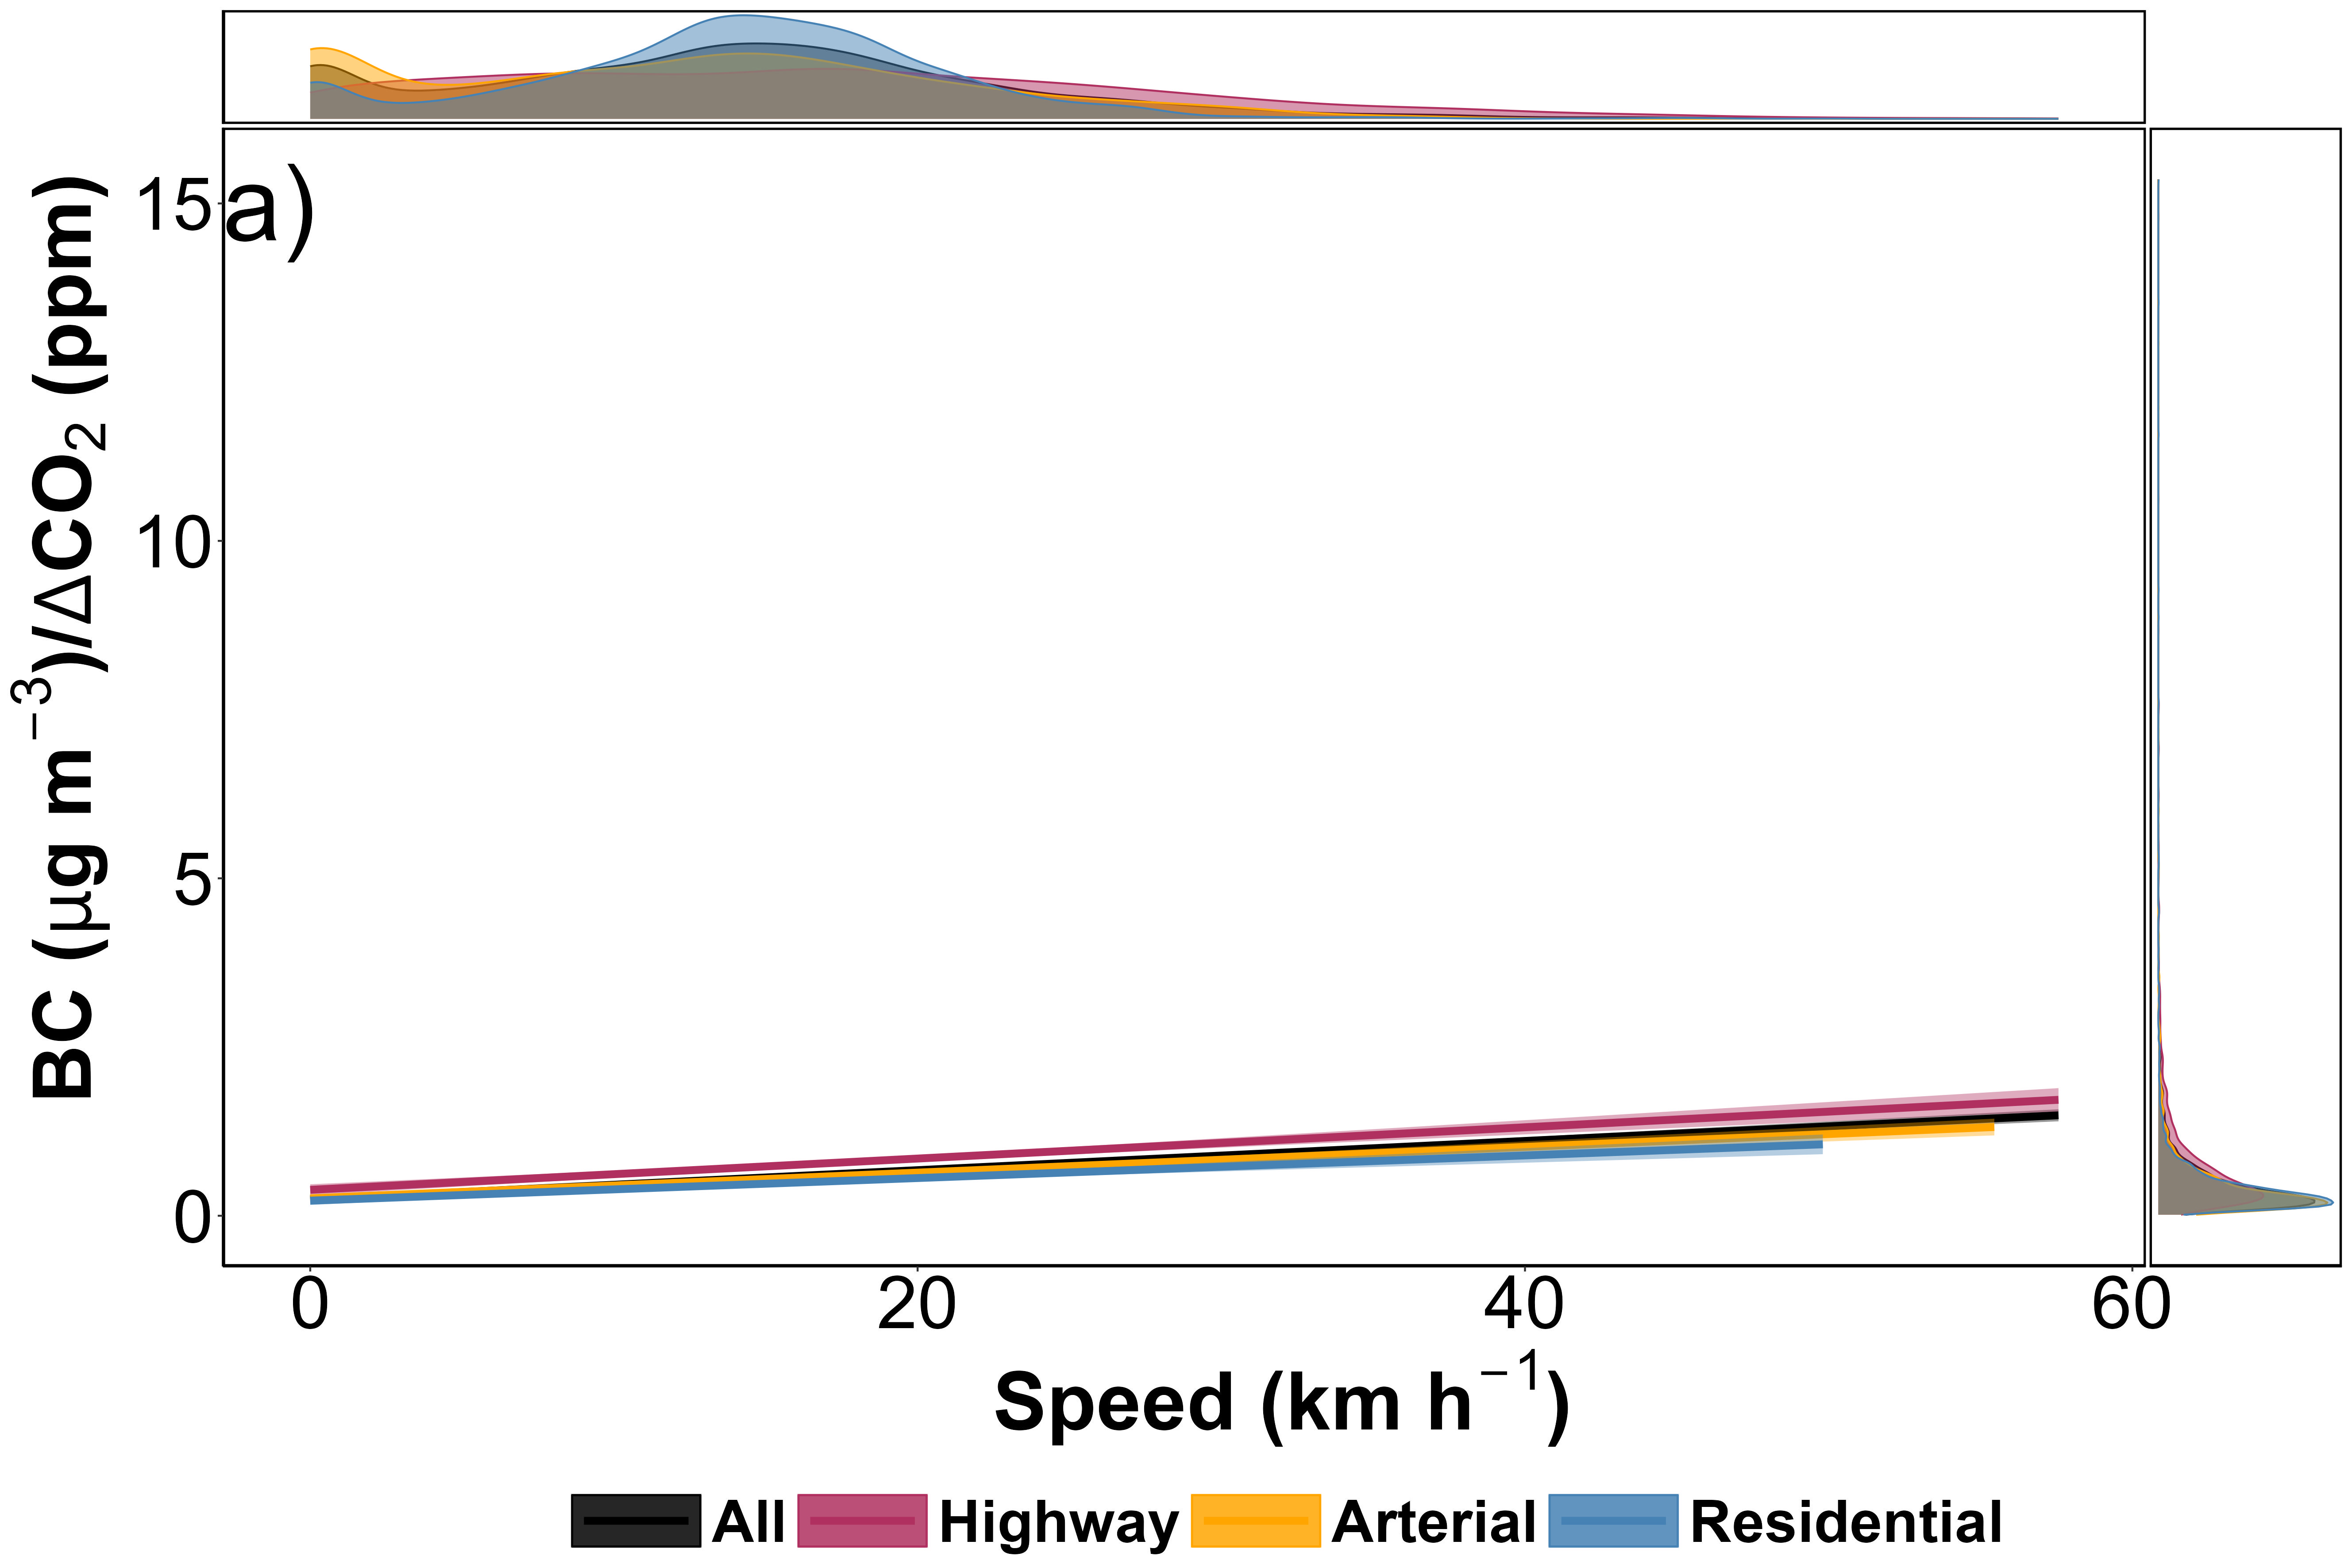 a)
BC (µg m⁻³)/ΔCO₂ (ppm)
15
10
5
0
0 20 40 60
Speed (km h⁻¹)
All Highway Arterial Residential